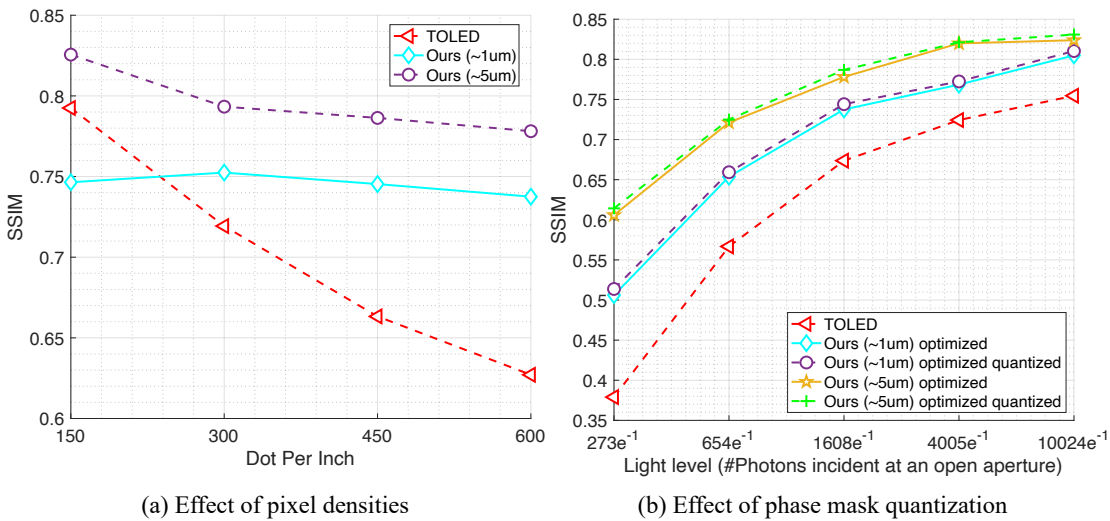 0.85
0.8
0.75
0.7
0.65
0.6
SSIM
150
300
450
600
Dot Per Inch
TOLED
Ours (~1um)
Ours (~5um)
(a) Effect of pixel densities
0.85
0.8
0.75
0.7
0.65
0.6
0.55
0.5
0.45
0.4
0.35
SSIM
273e⁻¹
654e⁻¹
1608e⁻¹
4005e⁻¹
10024e⁻¹
Light level (#Photons incident at an open aperture)
TOLED
Ours (~1um) optimized
Ours (~1um) optimized quantized
Ours (~5um) optimized
Ours (~5um) optimized quantized
(b) Effect of phase mask quantization